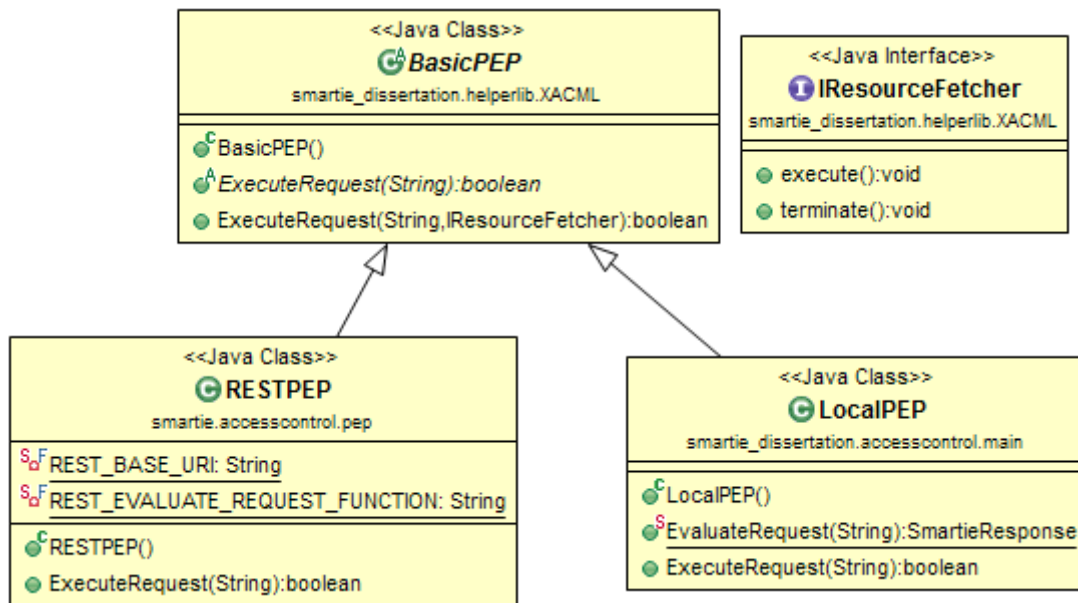 <<Java Class>>
BasicPEP
smartie_dissertation.helperlib.XACML
BasicPEP()
ExecuteRequest(String):boolean
ExecuteRequest(String,IResourceFetcher):boolean
<<Java Interface>>
IResourceFetcher
smartie_dissertation.helperlib.XACML
execute():void
terminate():void
<<Java Class>>
RESTPEP
smartie.accesscontrol.pep
REST_BASE_URI: String
REST_EVALUATE_REQUEST_FUNCTION: String
RESTPEP()
ExecuteRequest(String):boolean
<<Java Class>>
LocalPEP
smartie_dissertation.accesscontrol.main
LocalPEP()
EvaluateRequest(String):SmartieResponse
ExecuteRequest(String):boolean